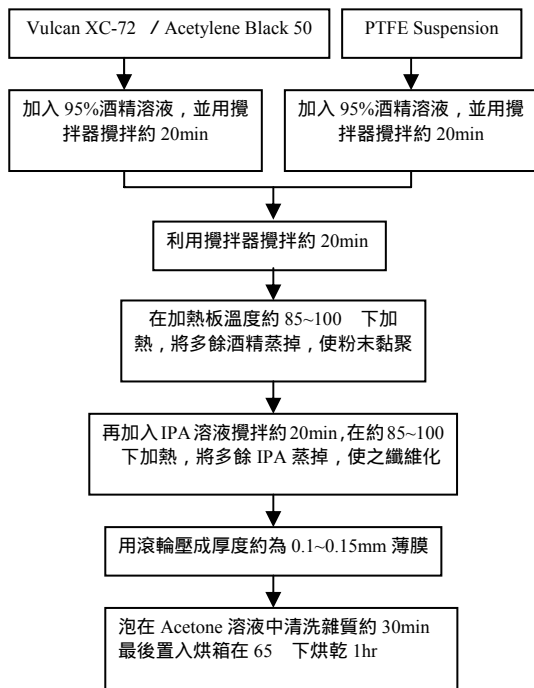 Vulcan XC-72 / Acetylene Black 50
PTFE Suspension
加入 95%酒精溶液，並用攪
拌器攪拌約 20min
加入 95%酒精溶液，並用攪
拌器攪拌約 20min
利用攪拌器攪拌約 20min
在加熱板溫度約 85~100 下加
熱，將多餘酒精蒸掉，使粉末黏聚
再加入 IPA 溶液攪拌約 20min,在約 85~100
下加熱，將多餘 IPA 蒸掉，使之纖維化
用滾輪壓成厚度約為 0.1~0.15mm 薄膜
泡在 Acetone 溶液中清洗雜質約 30min
最後置入烘箱在 65 下烘乾 1hr